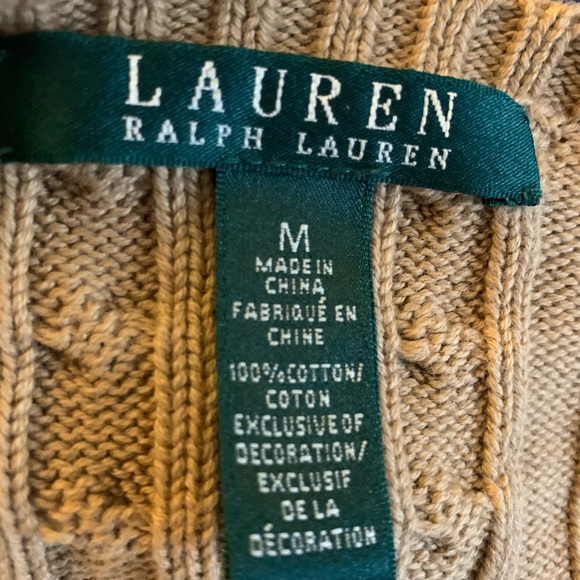 LAUREN
RALPH LAUREN
M
MADE IN
CHINA
FABRIQUÉ EN
CHINE
100% COTTON/
COTON
EXCLUSIVE OF
DECORATION/
EXCLUSIF
DE LA
DÉCORATION